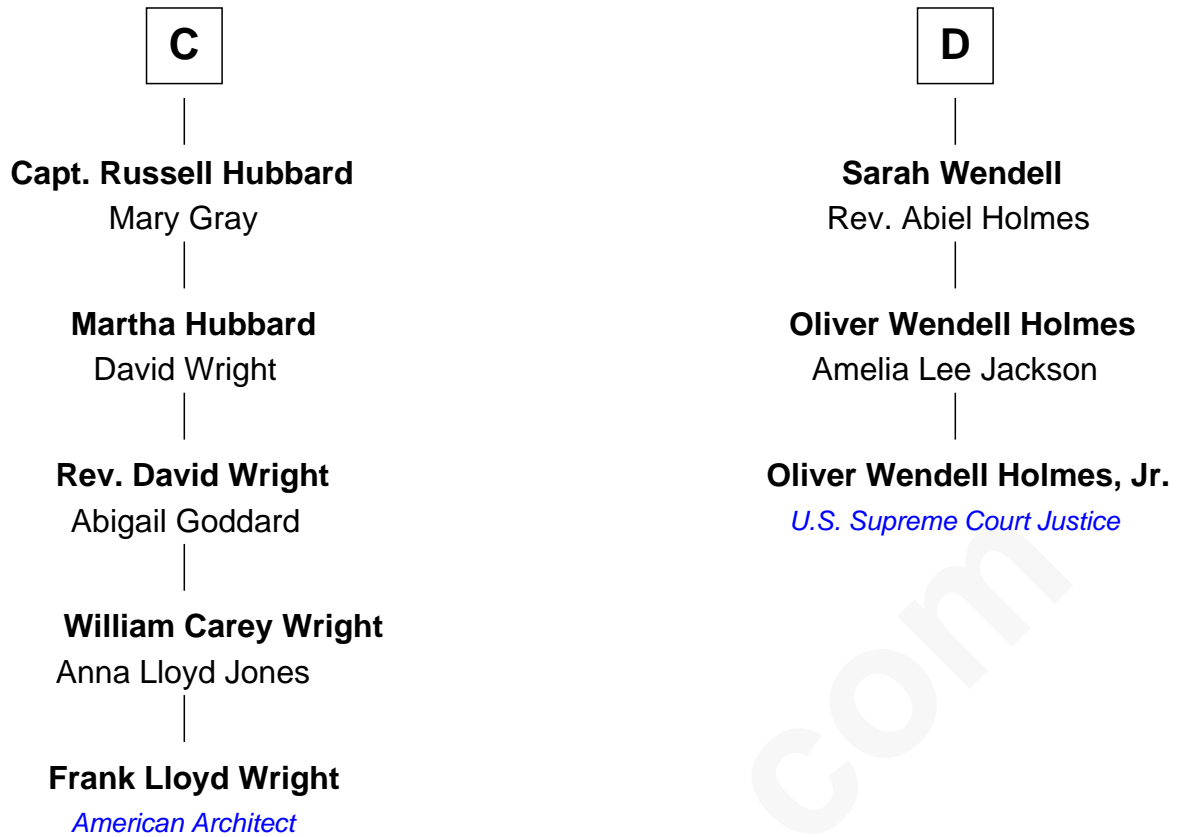 C
Capt. Russell Hubbard
Mary Gray
Martha Hubbard
David Wright
Rev. David Wright
Abigail Goddard
William Carey Wright
Anna Lloyd Jones
Frank Lloyd Wright
American Architect
D
Sarah Wendell
Rev. Abiel Holmes
Oliver Wendell Holmes
Amelia Lee Jackson
Oliver Wendell Holmes, Jr.
U.S. Supreme Court Justice
com